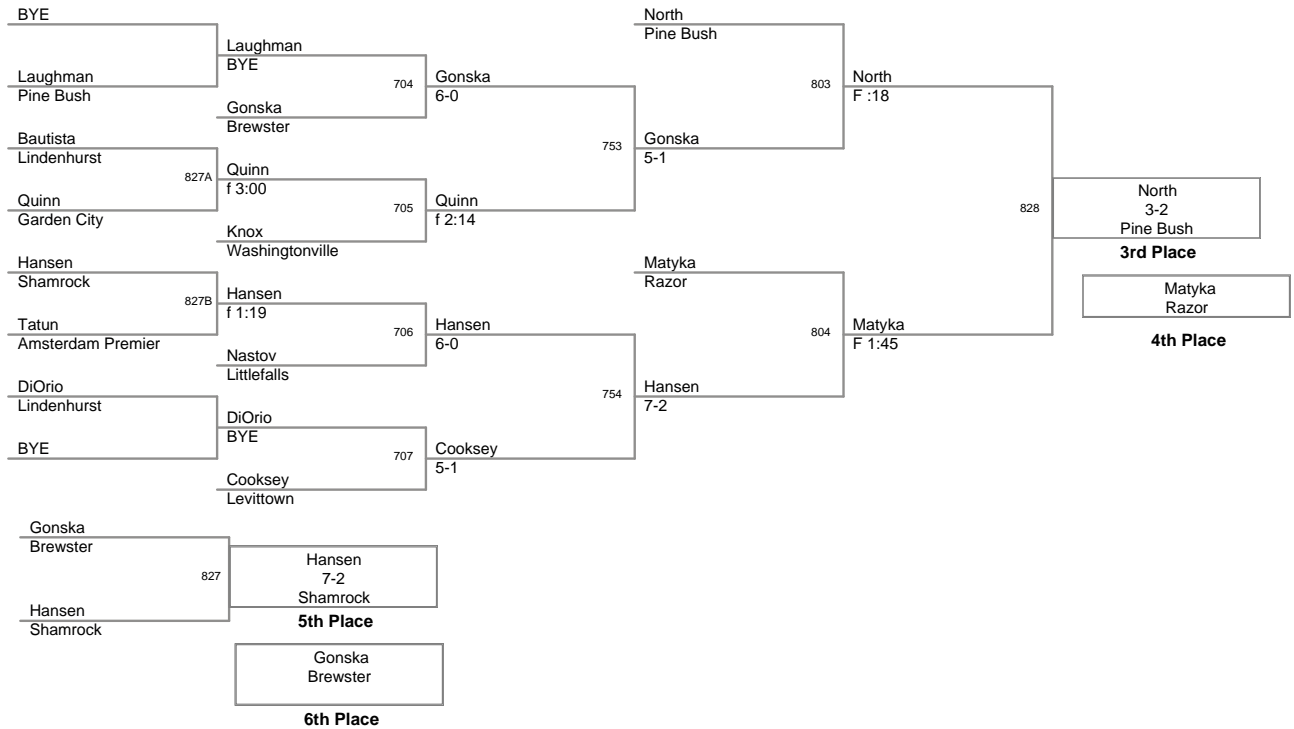 BYE
Laughman
Pine Bush
Bautista
Lindenhurst
827A
Quinn
Garden City
Hansen
Shamrock
827B
Tatun
Amsterdam Premier
DiOrio
Lindenhurst
BYE
Laughman
BYE
704
Gonska
Brewster
Quinn
f 3:00
705
Knox
Washingtonville
Hansen
f 1:19
706
Nastov
Littlefalls
DiOrio
BYE
707
Cooksey
Levittown
Gonska
6-0
753
Quinn
f 2:14
Hansen
6-0
754
Cooksey
5-1
North
Pine Bush
803
Gonska
5-1
Matyka
Razor
804
Hansen
7-2
North
F :18
828
Matyka
F 1:45
North
3-2
Pine Bush
3rd Place
Matyka
Razor
4th Place
Gonska
Brewster
827
Hansen
Shamrock
Hansen
7-2
Shamrock
5th Place
Gonska
Brewster
6th Place